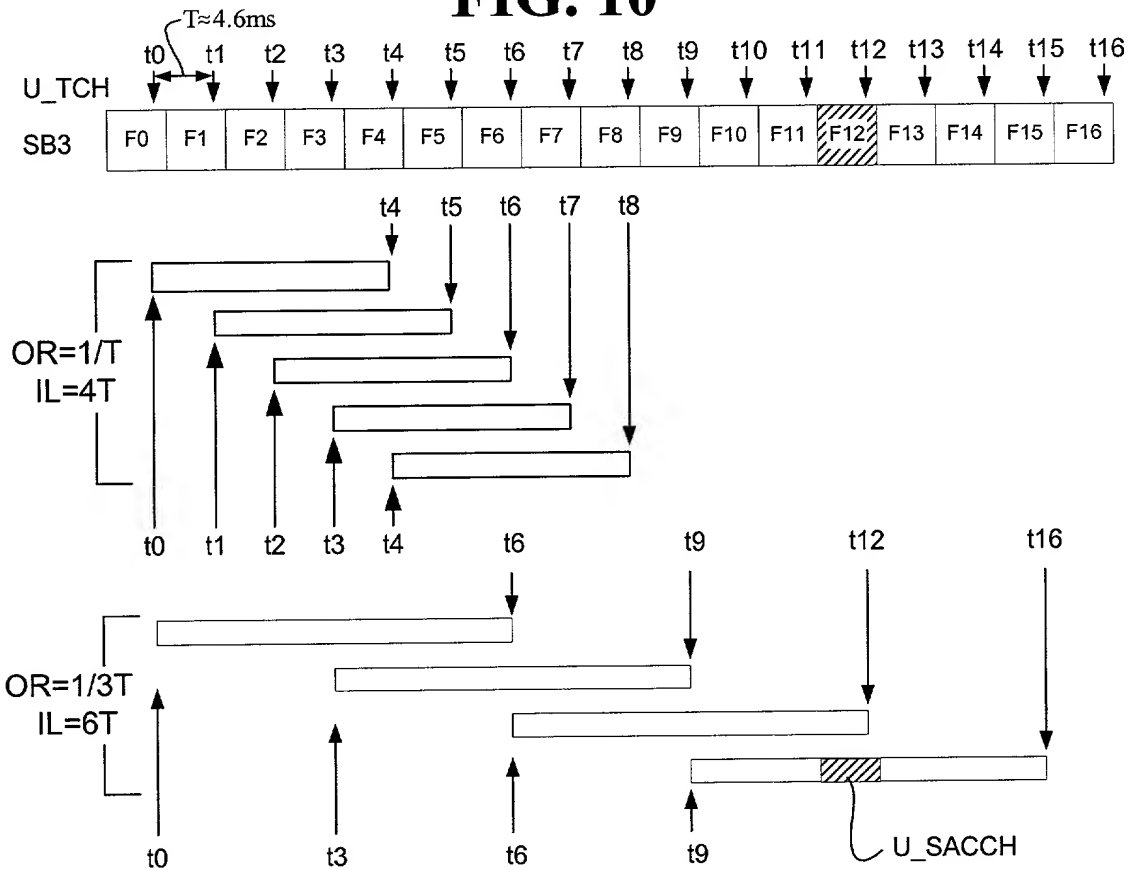 FIG. 10
T≈4.6ms
t0 t1 t2 t3 t4 t5 t6 t7 t8 t9 t10 t11 t12 t13 t14 t15 t16
U_TCH
SB3 F0 F1 F2 F3 F4 F5 F6 F7 F8 F9 F10 F11 F12 F13 F14 F15 F16
t4 t5 t6 t7 t8
OR=1/T
IL=4T
t0 t1 t2 t3 t4
t6 t9 t12 t16
OR=1/3T
IL=6T
t0 t3 t6 t9
U_SACCH